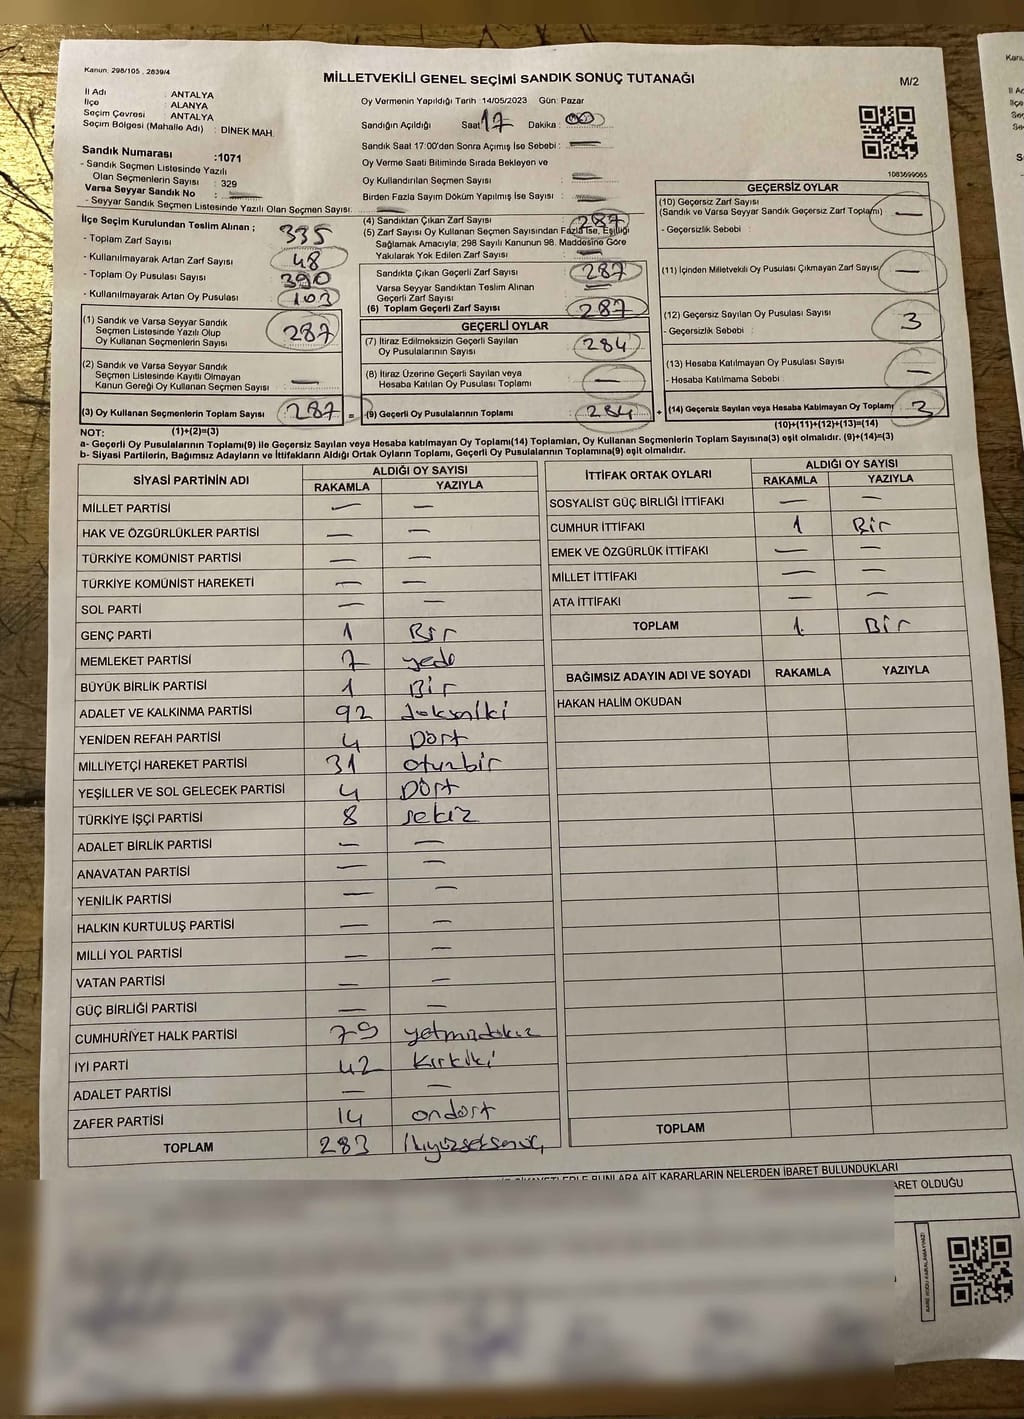 Kanun: 298/105 , 2839/4
MİLLETVEKİLİ GENEL SEÇİMİ SANDIK SONUÇ TUTANAĞI
M/2
İl Adı : ANTALYA
İlçe : ALANYA
Seçim Çevresi : ANTALYA
Seçim Bölgesi (Mahalle Adı) : DİNEK MAH.
Oy Vermenin Yapıldığı Tarih 14/05/2023 Gün: Pazar
Sandığın Açıldığı Saat 17 Dakika : 00
Sandık Saat 17:00'den Sonra Açımış İse Sebebi :
Oy Verme Saati Bitiminde Sırada Bekleyen ve
Oy Kullandırılan Seçmen Sayısı :
Birden Fazla Sayım Döküm Yapılmış İse Sayısı :
Sandık Numarası :1071
- Sandık Seçmen Listesinde Yazılı
Olan Seçmenlerin Sayısı : 329
Varsa Seyyar Sandık No :
- Seyyar Sandık Seçmen Listesinde Yazılı Olan Seçmen Sayısı:
1083699065
İlçe Seçim Kurulundan Teslim Alınan ;
- Toplam Zarf Sayısı : 335
- Kullanılmayarak Artan Zarf Sayısı : 48
- Toplam Oy Pusulası Sayısı : 390
- Kullanılmayarak Artan Oy Pusulası : 103
(1) Sandık ve Varsa Seyyar Sandık
Seçmen Listesinde Yazılı Olup
Oy Kullanan Seçmenlerin Sayısı : 287
(2) Sandık ve Varsa Seyyar Sandık
Seçmen Listesinde Kayıtlı Olmayan
Kanun Gereği Oy Kullanan Seçmen Sayısı : —
(3) Oy Kullanan Seçmenlerin Toplam Sayısı : 287 =
(4) Sandıktan Çıkan Zarf Sayısı : 287
(5) Zarf Sayısı Oy Kullanan Seçmen Sayısından Fazla İse, Eşitliği
Sağlamak Amacıyla; 298 Sayılı Kanunun 98. Maddesine Göre
Yakılarak Yok Edilen Zarf Sayısı :
Sandıkta Çıkan Geçerli Zarf Sayısı : 287
Varsa Seyyar Sandıktan Teslim Alınan
Geçerli Zarf Sayısı
(6) Toplam Geçerli Zarf Sayısı : 287
GEÇERLİ OYLAR
(7) İtiraz Edilmeksizin Geçerli Sayılan
Oy Pusulalarının Sayısı : 284
(8) İtiraz Üzerine Geçerli Sayılan veya
Hesaba Katılan Oy Pusulası Toplamı : —
(9) Geçerli Oy Pusulalarının Toplamı : 284 +
GEÇERSİZ OYLAR
(10) Geçersiz Zarf Sayısı
(Sandık ve Varsa Seyyar Sandık Geçersiz Zarf Toplamı) : —
- Geçersizlik Sebebi :
(11) İçinden Milletvekili Oy Pusulası Çıkmayan Zarf Sayısı : —
(12) Geçersiz Sayılan Oy Pusulası Sayısı : 3
- Geçersizlik Sebebi :
(13) Hesaba Katılmayan Oy Pusulası Sayısı : —
- Hesaba Katılmama Sebebi :
(14) Geçersiz Sayılan veya Hesaba Katılmayan Oy Toplamı 3
NOT: (1)+(2)=(3)
(10)+(11)+(12)+(13)=(14)
a- Geçerli Oy Pusulalarının Toplamı(9) ile Geçersiz Sayılan veya Hesaba katılmayan Oy Toplamı(14) Toplamları, Oy Kullanan Seçmenlerin Toplam Sayısına(3) eşit olmalıdır. (9)+(14)=(3)
b- Siyasi Partilerin, Bağımsız Adayların ve İttifakların Aldığı Ortak Oyların Toplamı, Geçerli Oy Pusulalarının Toplamına(9) eşit olmalıdır.
SİYASİ PARTİNİN ADI
ALDIĞI OY SAYISI
RAKAMLA YAZIYLA
MİLLET PARTİSİ — —
HAK VE ÖZGÜRLÜKLER PARTİSİ — —
TÜRKİYE KOMÜNİST PARTİSİ — —
TÜRKİYE KOMÜNİST HAREKETİ — —
SOL PARTİ — —
GENÇ PARTİ 1 Bir
MEMLEKET PARTİSİ 7 yedi
BÜYÜK BİRLİK PARTİSİ 1 Bir
ADALET VE KALKINMA PARTİSİ 92 doksaniki
YENİDEN REFAH PARTİSİ 4 Dört
MİLLİYETÇİ HAREKET PARTİSİ 31 otuzbir
YEŞİLLER VE SOL GELECEK PARTİSİ 4 Dört
TÜRKİYE İŞÇİ PARTİSİ 8 sekiz
ADALET BİRLİK PARTİSİ — —
ANAVATAN PARTİSİ — —
YENİLİK PARTİSİ — —
HALKIN KURTULUŞ PARTİSİ — —
MİLLİ YOL PARTİSİ — —
VATAN PARTİSİ — —
GÜÇ BİRLİĞİ PARTİSİ — —
CUMHURİYET HALK PARTİSİ 79
İYİ PARTİ 42 Kırkiki
ADALET PARTİSİ — —
ZAFER PARTİSİ 14 ondört
TOPLAM 283
İTTİFAK ORTAK OYLARI
ALDIĞI OY SAYISI
RAKAMLA YAZIYLA
SOSYALİST GÜÇ BİRLİĞİ İTTİFAKI — —
CUMHUR İTTİFAKI 1 Bir
EMEK VE ÖZGÜRLÜK İTTİFAKI — —
MİLLET İTTİFAKI — —
ATA İTTİFAKI — —
TOPLAM 1 Bir
BAĞIMSIZ ADAYIN ADI VE SOYADI RAKAMLA YAZIYLA
HAKAN HALİM OKUDAN
TOPLAM
BUNLARA AİT KARARLARIN NELERDEN İBARET BULUNDUKLARI
OLDUĞU